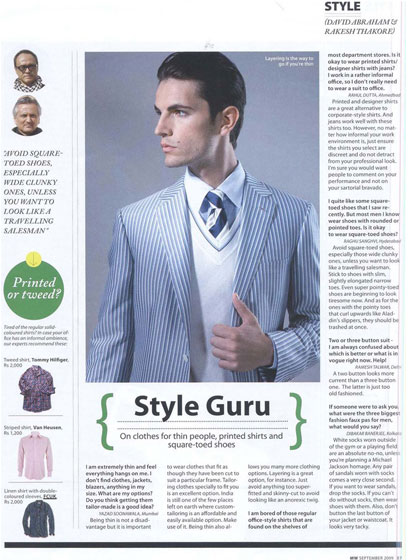 STYLE
(DAVID ABRAHAM &
RAKESH THAKORE)
Layering is the way to
go if you're thin
"AVOID SQUARE-
TOED SHOES,
ESPECIALLY
WIDE CLUNKY
ONES, UNLESS
YOU WANT TO
LOOK LIKE A
TRAVELLING
SALESMAN"
Printed
or tweed?
Tired of the regular solid-
coloured shirts? In case your of-
fice has an informal ambience,
our experts recommend these:
Tweed shirt, Tommy Hilfiger,
Rs 2,000
Striped shirt, Van Heusen,
Rs 1,200
Linen shirt with double-
coloured sleeves, FCUK,
Rs 2,000
Style Guru
On clothes for thin people, printed shirts and
square-toed shoes
I am extremely thin and feel
everything hangs on me. I
don't find clothes, jackets,
blazers, anything in my
size. What are my options?
Do you think getting them
tailor-made is a good idea?
YAZAD ICCHAWALA, Mumbai
Being thin is not a disad-
vantage but it is important
to wear clothes that fit as
though they have been cut to
suit a particular frame. Tailor-
ing clothes specially to fit you
is an excellent option. India
is still one of the few places
left on earth where custom-
tailoring is an affordable and
easily available option. Make
use of it. Being thin also al-
lows you many more clothing
options. Layering is a great
option, for instance. Just
avoid anything too super-
fitted and skinny-cut to avoid
looking like an anorexic twig.
I am bored of those regular
office-style shirts that are
found on the shelves of
most department stores. Is it
okay to wear printed shirts/
designer shirts with jeans?
I work in a rather informal
office, so I don't really need
to wear a suit to office.
RAHUL DUTTA, Ahmedabad
Printed and designer shirts
are a great alternative to
corporate-style shirts. And
jeans work well with these
shirts too. However, no mat-
ter how informal your work
environment is, just ensure
the shirts you select are
discreet and do not detract
from your professional look.
I'm sure you would want
people to comment on your
performance and not on
your sartorial bravado.
I quite like some square-
toed shoes that I saw re-
cently. But most men I know
wear shoes with rounded or
pointed toes. Is it okay
to wear square-toed shoes?
RAGHU SANGHVI, Hyderabad
Avoid square-toed shoes,
especially those wide clunky
ones, unless you want to look
like a travelling salesman.
Stick to shoes with slim,
slightly elongated narrow
toes. Even super pointy-toed
shoes are beginning to look
tiresome now. And as for the
ones with the pointy toes
that curl upwards like Alad-
din's slippers, they should be
trashed at once.
Two or three button suit -
I am always confused about
which is better or what is in
vogue right now. Help!
RAMESH TALWAR, Delhi
A two button looks more
current than a three button
one. The latter is just too
old fashioned.
If someone were to ask you
what were the three biggest
fashion faux pas for men,
what would you say?
DIBAKAR BANERJEE, Kolkata
White socks worn outside
of the gym or a playing field
are an absolute no-no, unless
you're planning a Michael
Jackson homage. Any pair
of sandals worn with socks
comes a very close second.
If you want to wear sandals,
drop the socks. If you can't
do without socks, then wear
shoes with them. Also, don't
button the last button of
your jacket or waistcoat. It
looks very tacky.
MW SEPTEMBER 2009